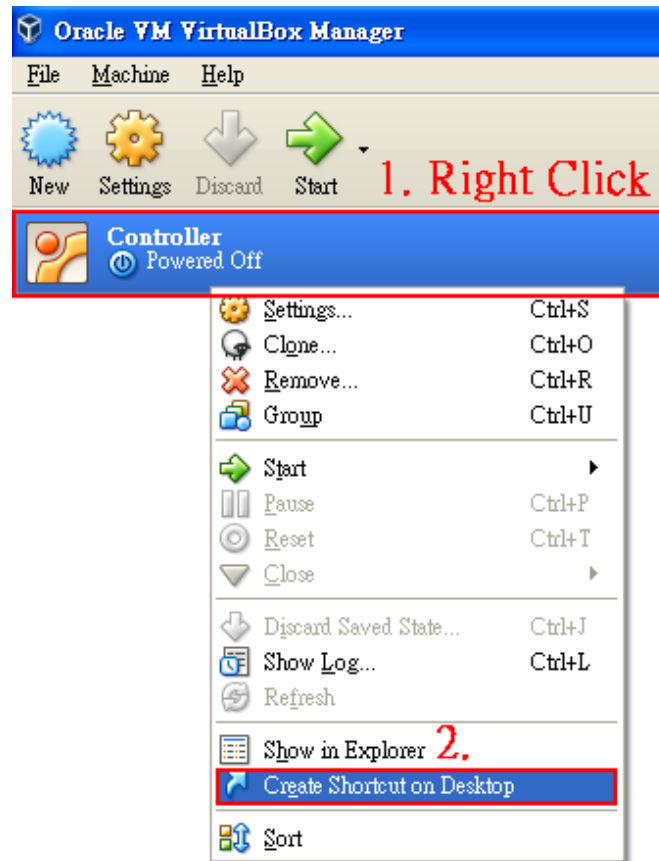 Oracle VM VirtualBox Manager
File Machine Help
New Settings Discard Start
1. Right Click
Controller
Powered Off
Settings... Ctrl+S
Clone... Ctrl+O
Remove... Ctrl+R
Group Ctrl+U
Start
Pause Ctrl+P
Reset Ctrl+T
Close
Discard Saved State... Ctrl+J
Show Log... Ctrl+L
Refresh
Show in Explorer 2.
Create Shortcut on Desktop
Sort